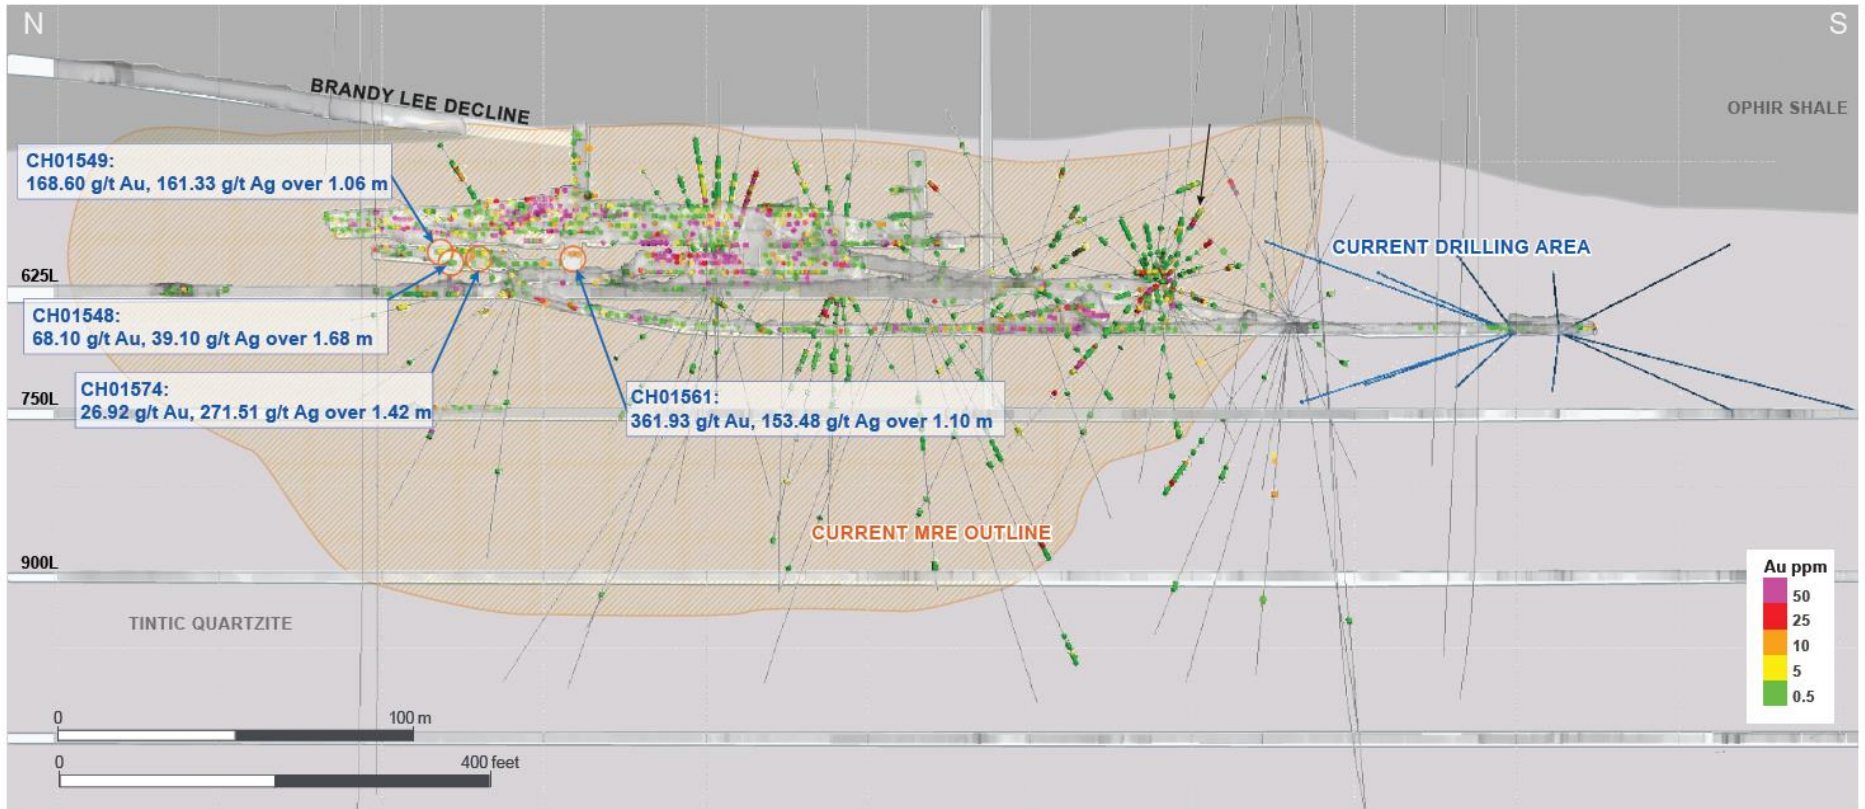 N
S
BRANDY LEE DECLINE
OPHIR SHALE
CH01549:
168.60 g/t Au, 161.33 g/t Ag over 1.06 m
CURRENT DRILLING AREA
625L
CH01548:
68.10 g/t Au, 39.10 g/t Ag over 1.68 m
CH01574:
26.92 g/t Au, 271.51 g/t Ag over 1.42 m
CH01561:
361.93 g/t Au, 153.48 g/t Ag over 1.10 m
750L
CURRENT MRE OUTLINE
900L
TINTIC QUARTZITE
Au ppm
50
25
10
5
0.5
0 100 m
0 400 feet